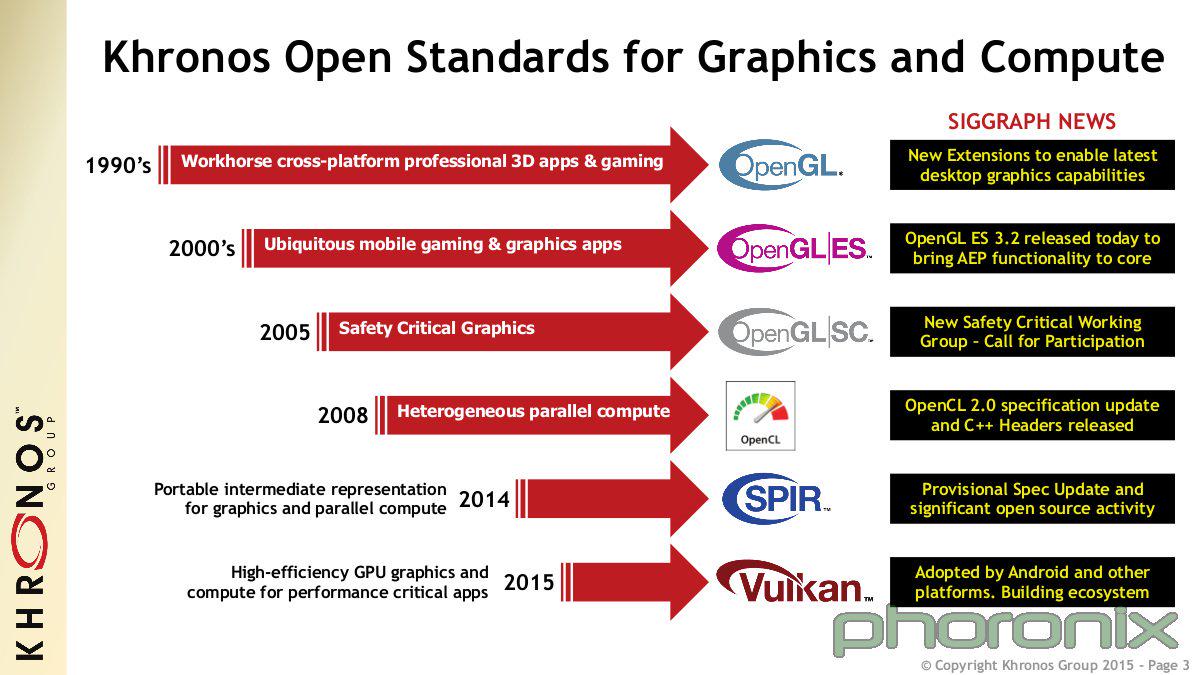 Khronos Open Standards for Graphics and Compute
SIGGRAPH NEWS
1990's
Workhorse cross-platform professional 3D apps & gaming
OpenGL®
New Extensions to enable latest
desktop graphics capabilities
2000's
Ubiquitous mobile gaming & graphics apps
OpenGL|ES™
OpenGL ES 3.2 released today to
bring AEP functionality to core
2005
Safety Critical Graphics
OpenGL|SC™
New Safety Critical Working
Group - Call for Participation
2008
Heterogeneous parallel compute
OpenCL
OpenCL 2.0 specification update
and C++ Headers released
Portable intermediate representation
for graphics and parallel compute
2014
SPIR™
Provisional Spec Update and
significant open source activity
High-efficiency GPU graphics and
compute for performance critical apps
2015
Vulkan™
Adopted by Android and other
platforms. Building ecosystem
KHRONOS™
GROUP
phoronix
© Copyright Khronos Group 2015 - Page 3